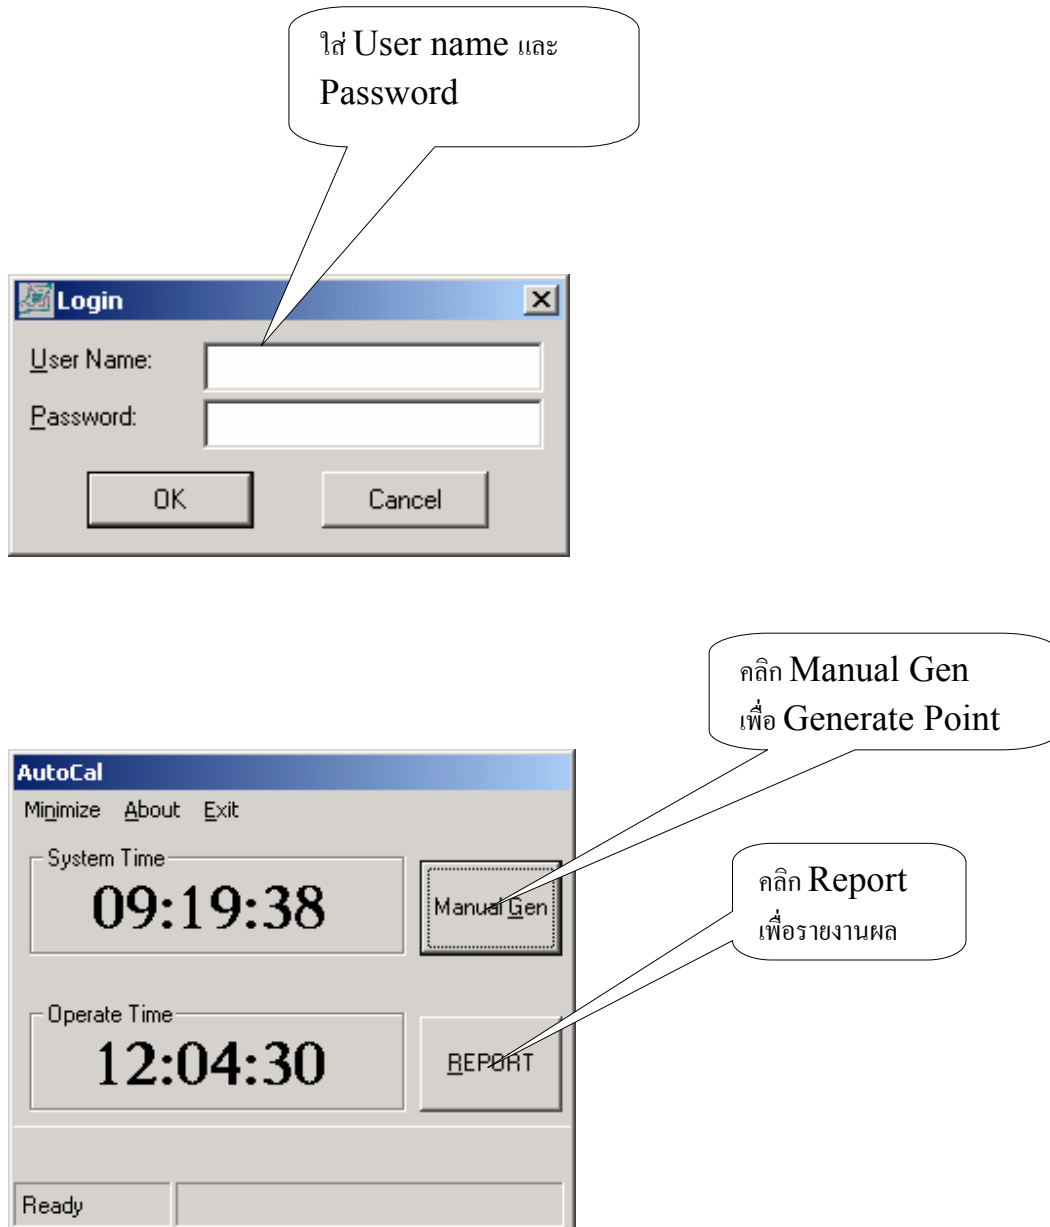 ใส่ User name และ
Password
Login
User Name:
Password:
OK Cancel
คลิก Manual Gen
เพื่อ Generate Point
AutoCal
Minimize About Exit
System Time
09:19:38
Manual Gen
คลิก Report
เพื่อรายงานผล
Operate Time
12:04:30
REPORT
Ready